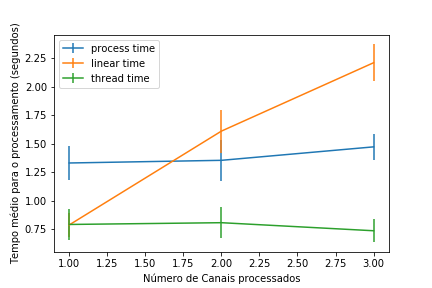 process time
linear time
thread time
Tempo médio para o processamento (segundos)
2.25
2.00
1.75
1.50
1.25
1.00
0.75
1.00 1.25 1.50 1.75 2.00 2.25 2.50 2.75 3.00
Número de Canais processados